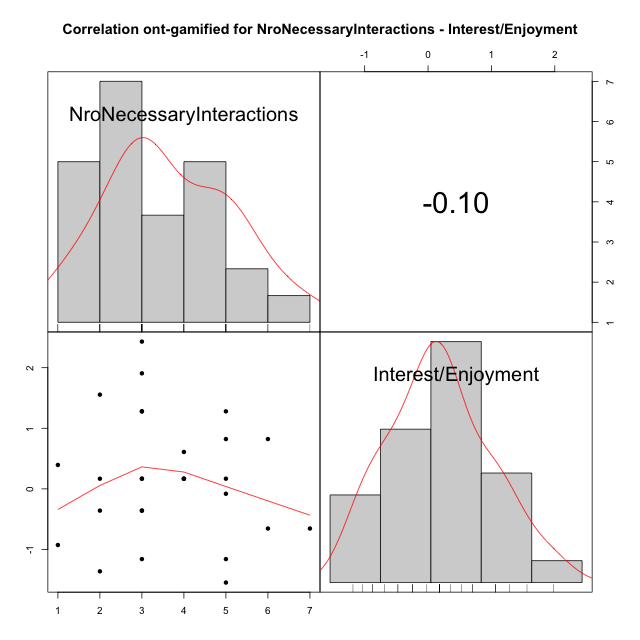 Correlation ont-gamified for NroNecessaryInteractions - Interest/Enjoyment
-1 0 1 2
NroNecessaryInteractions
-0.10
7
6
5
4
3
2
1
Interest/Enjoyment
2
1
0
-1
1 2 3 4 5 6 7